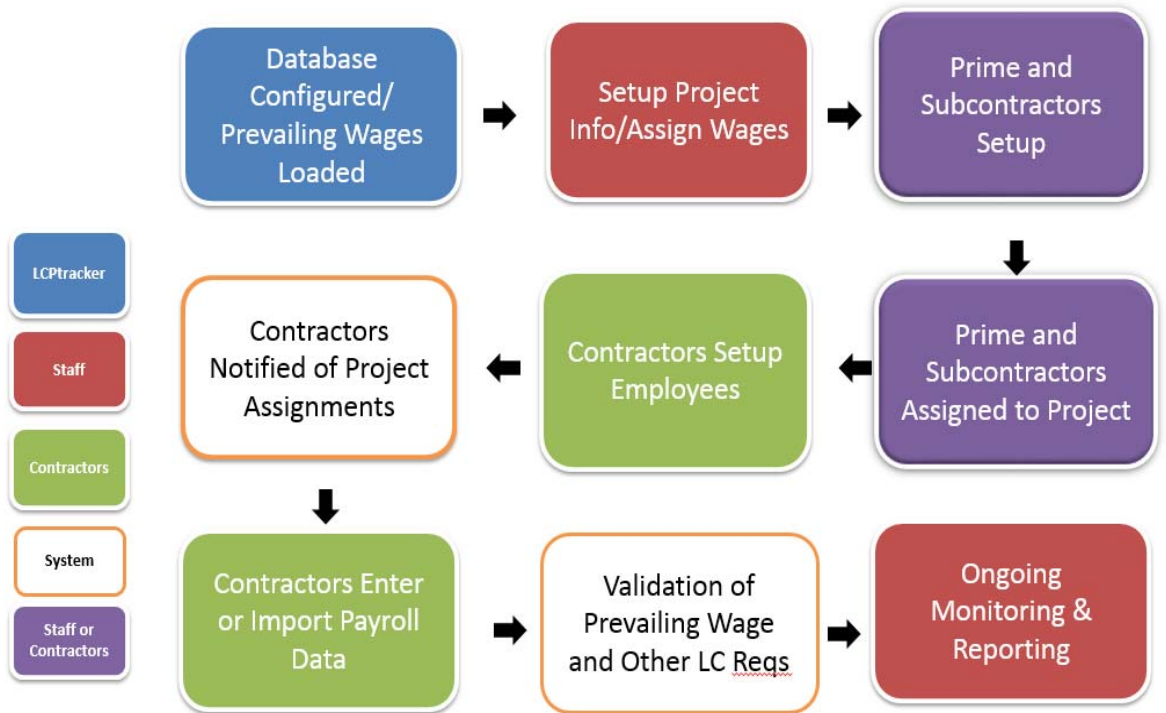 Database
Configured/
Prevailing Wages
Loaded
Setup Project
Info/Assign Wages
Prime and
Subcontractors
Setup
LCPtracker
Staff
Contractors
System
Staff or
Contractors
Contractors
Notified of Project
Assignments
Contractors Setup
Employees
Prime and
Subcontractors
Assigned to Project
Contractors Enter
or Import Payroll
Data
Validation of
Prevailing Wage
and Other LC Reqs
Ongoing
Monitoring &
Reporting